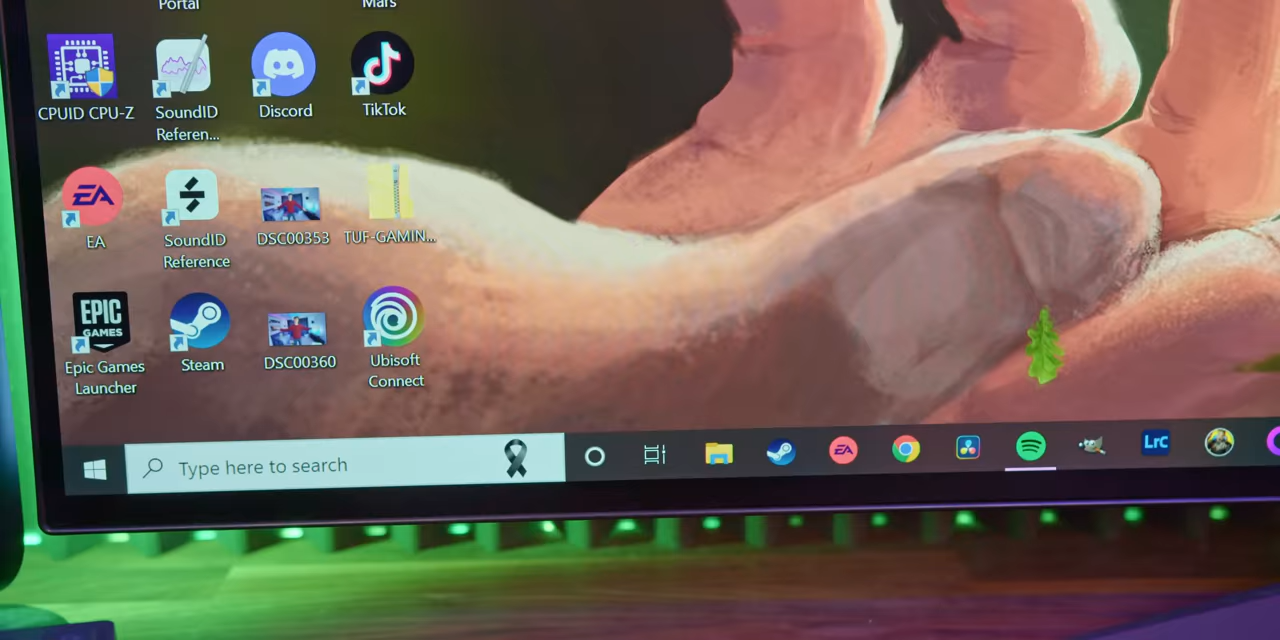 Portal
Mars
CPUID CPU-Z
SoundID
Referen...
Discord
TikTok
EA
EA
SoundID
Reference
DSC00353
TUF-GAMIN...
EPIC
GAMES
Epic Games
Launcher
Steam
DSC00360
Ubisoft
Connect
Type here to search
EA
LrC